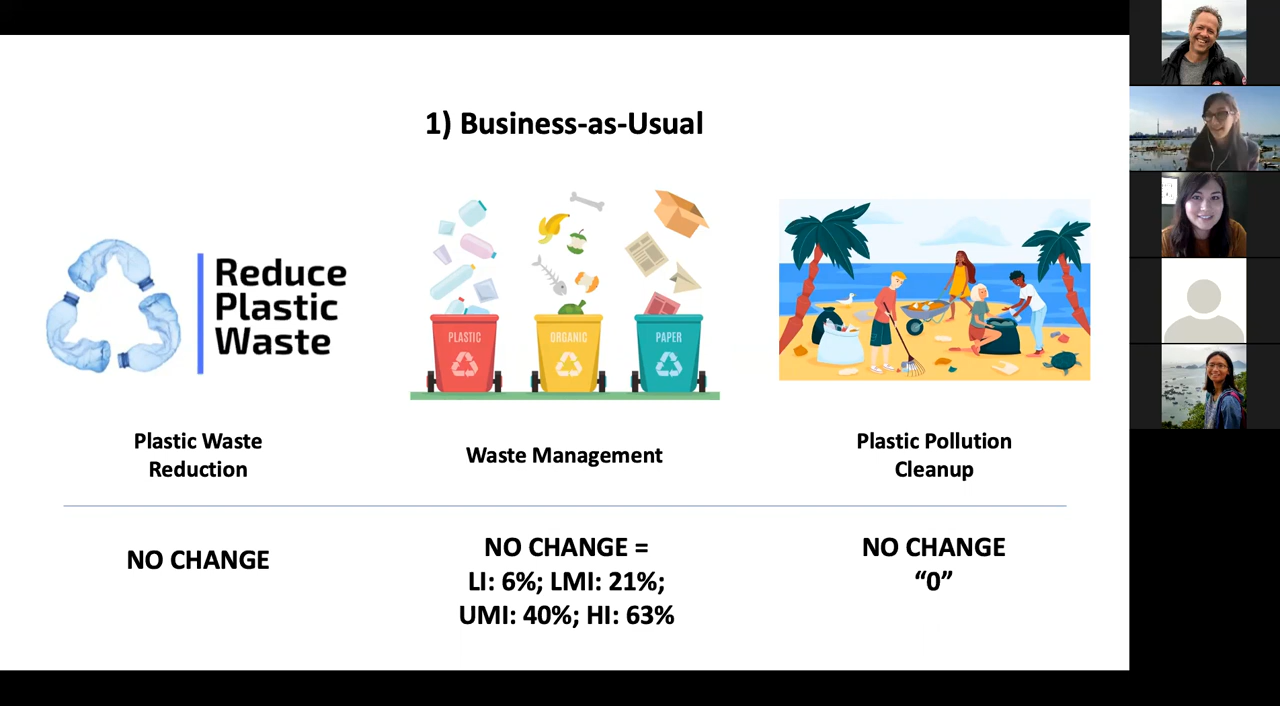 1) Business-as-Usual
Reduce
Plastic
Waste
PLASTIC
ORGANIC
PAPER
Plastic Waste
Reduction
Waste Management
Plastic Pollution
Cleanup
NO CHANGE
NO CHANGE =
LI: 6%; LMI: 21%;
UMI: 40%; HI: 63%
NO CHANGE
“0”